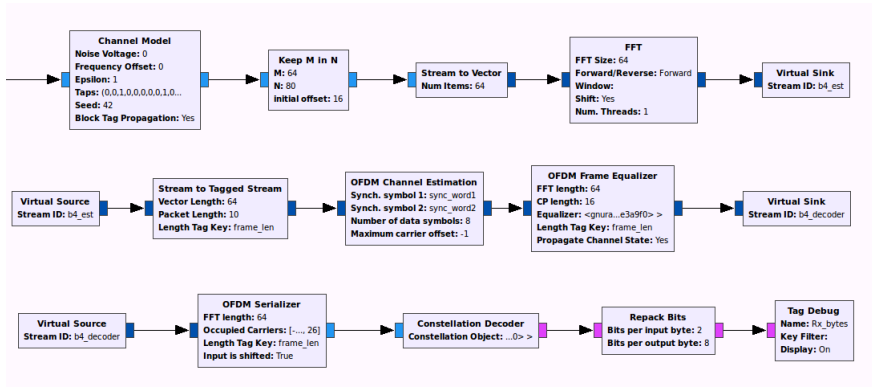 Channel Model
Noise Voltage: 0
Frequency Offset: 0
Epsilon: 1
Taps: (0,0,1,0,0,0,0,0,1,0...
Seed: 42
Block Tag Propagation: Yes
Keep M in N
M: 64
N: 80
initial offset: 16
Stream to Vector
Num Items: 64
FFT
FFT Size: 64
Forward/Reverse: Forward
Window:
Shift: Yes
Num. Threads: 1
Virtual Sink
Stream ID: b4_est
Virtual Source
Stream ID: b4_est
Stream to Tagged Stream
Vector Length: 64
Packet Length: 10
Length Tag Key: frame_len
OFDM Channel Estimation
Synch. symbol 1: sync_word1
Synch. symbol 2: sync_word2
Number of data symbols: 8
Maximum carrier offset: -1
OFDM Frame Equalizer
FFT length: 64
CP length: 16
Equalizer: <gnura...e3a9f0> >
Length Tag Key: frame_len
Propagate Channel State: Yes
Virtual Sink
Stream ID: b4_decoder
Virtual Source
Stream ID: b4_decoder
OFDM Serializer
FFT length: 64
Occupied Carriers: [-..., 26]
Length Tag Key: frame_len
Input is shifted: True
Constellation Decoder
Constellation Object: ...0> >
Repack Bits
Bits per input byte: 2
Bits per output byte: 8
Tag Debug
Name: Rx_bytes
Key Filter:
Display: On